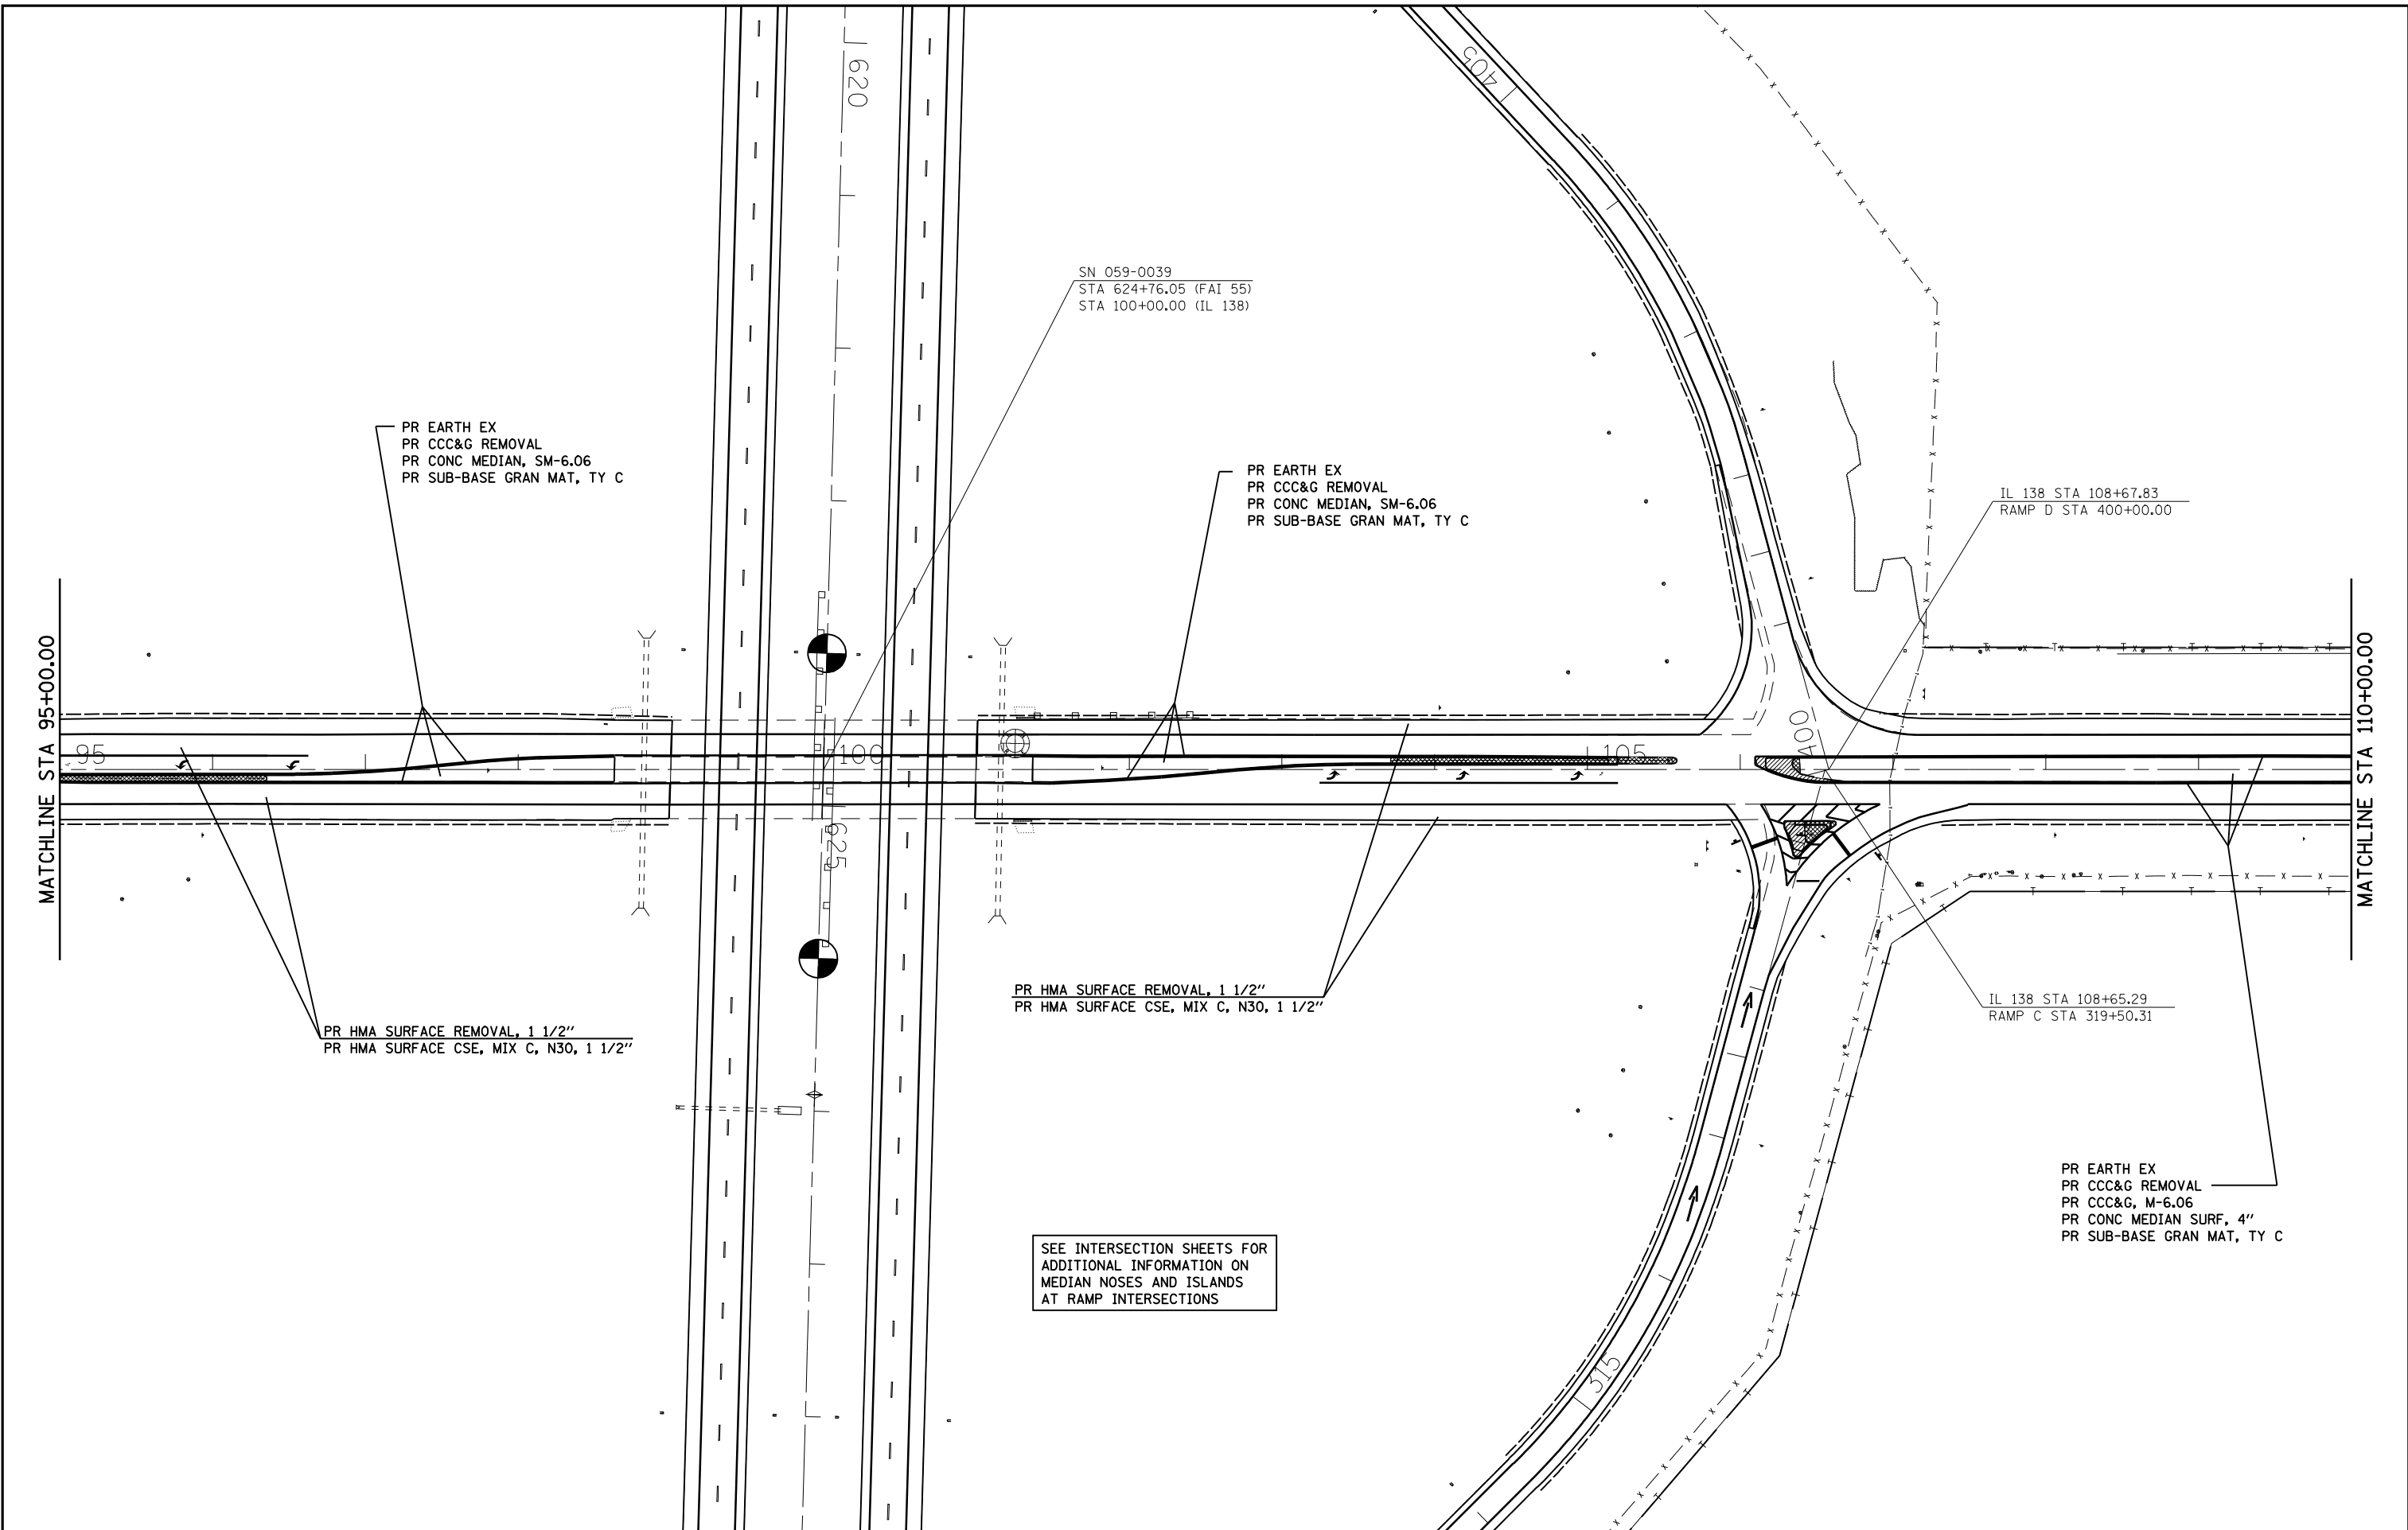 620
405
SN 059-0039
STA 624+76.05 (FAI 55)
STA 100+00.00 (IL 138)
PR EARTH EX
PR CCC&G REMOVAL
PR CONC MEDIAN, SM-6.06
PR SUB-BASE GRAN MAT, TY C
PR EARTH EX
PR CCC&G REMOVAL
PR CONC MEDIAN, SM-6.06
PR SUB-BASE GRAN MAT, TY C
IL 138 STA 108+67.83
RAMP D STA 400+00.00
MATCHLINE STA 95+00.00
95
100
105
400
625
MATCHLINE STA 110+00.00
PR HMA SURFACE REMOVAL, 1 1/2"
PR HMA SURFACE CSE, MIX C, N30, 1 1/2"
PR HMA SURFACE REMOVAL, 1 1/2"
PR HMA SURFACE CSE, MIX C, N30, 1 1/2"
IL 138 STA 108+65.29
RAMP C STA 319+50.31
PR EARTH EX
PR CCC&G REMOVAL
PR CCC&G, M-6.06
PR CONC MEDIAN SURF, 4"
PR SUB-BASE GRAN MAT, TY C
SEE INTERSECTION SHEETS FOR
ADDITIONAL INFORMATION ON
MEDIAN NOSES AND ISLANDS
AT RAMP INTERSECTIONS
315